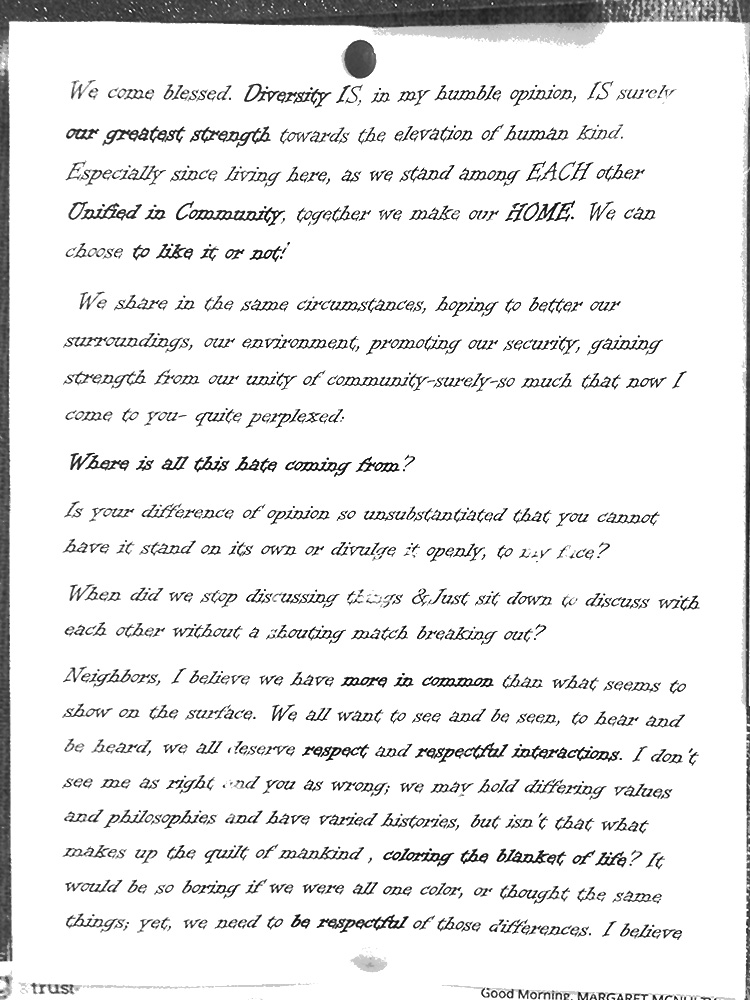 We come blessed. Diversity IS, in my humble opinion, IS surely
our greatest strength towards the elevation of human kind.
Especially since living here, as we stand among EACH other
Unified in Community, together we make our HOME. We can
choose to like it or not!
We share in the same circumstances, hoping to better our
surroundings, our environment, promoting our security, gaining
strength from our unity of community-surely-so much that now I
come to you- quite perplexed:
Where is all this hate coming from?
Is your difference of opinion so unsubstantiated that you cannot
have it stand on its own or divulge it openly, to my face?
When did we stop discussing things &Just sit down to discuss with
each other without a shouting match breaking out?
Neighbors, I believe we have more in common than what seems to
show on the surface. We all want to see and be seen, to hear and
be heard, we all deserve respect and respectful interactions. I don't
see me as right and you as wrong; we may hold differing values
and philosophies and have varied histories, but isn't that what
makes up the quilt of mankind , coloring the blanket of life? It
would be so boring if we were all one color, or thought the same
things; yet, we need to be respectful of those differences. I believe
trust
Good Morning, MARGARET